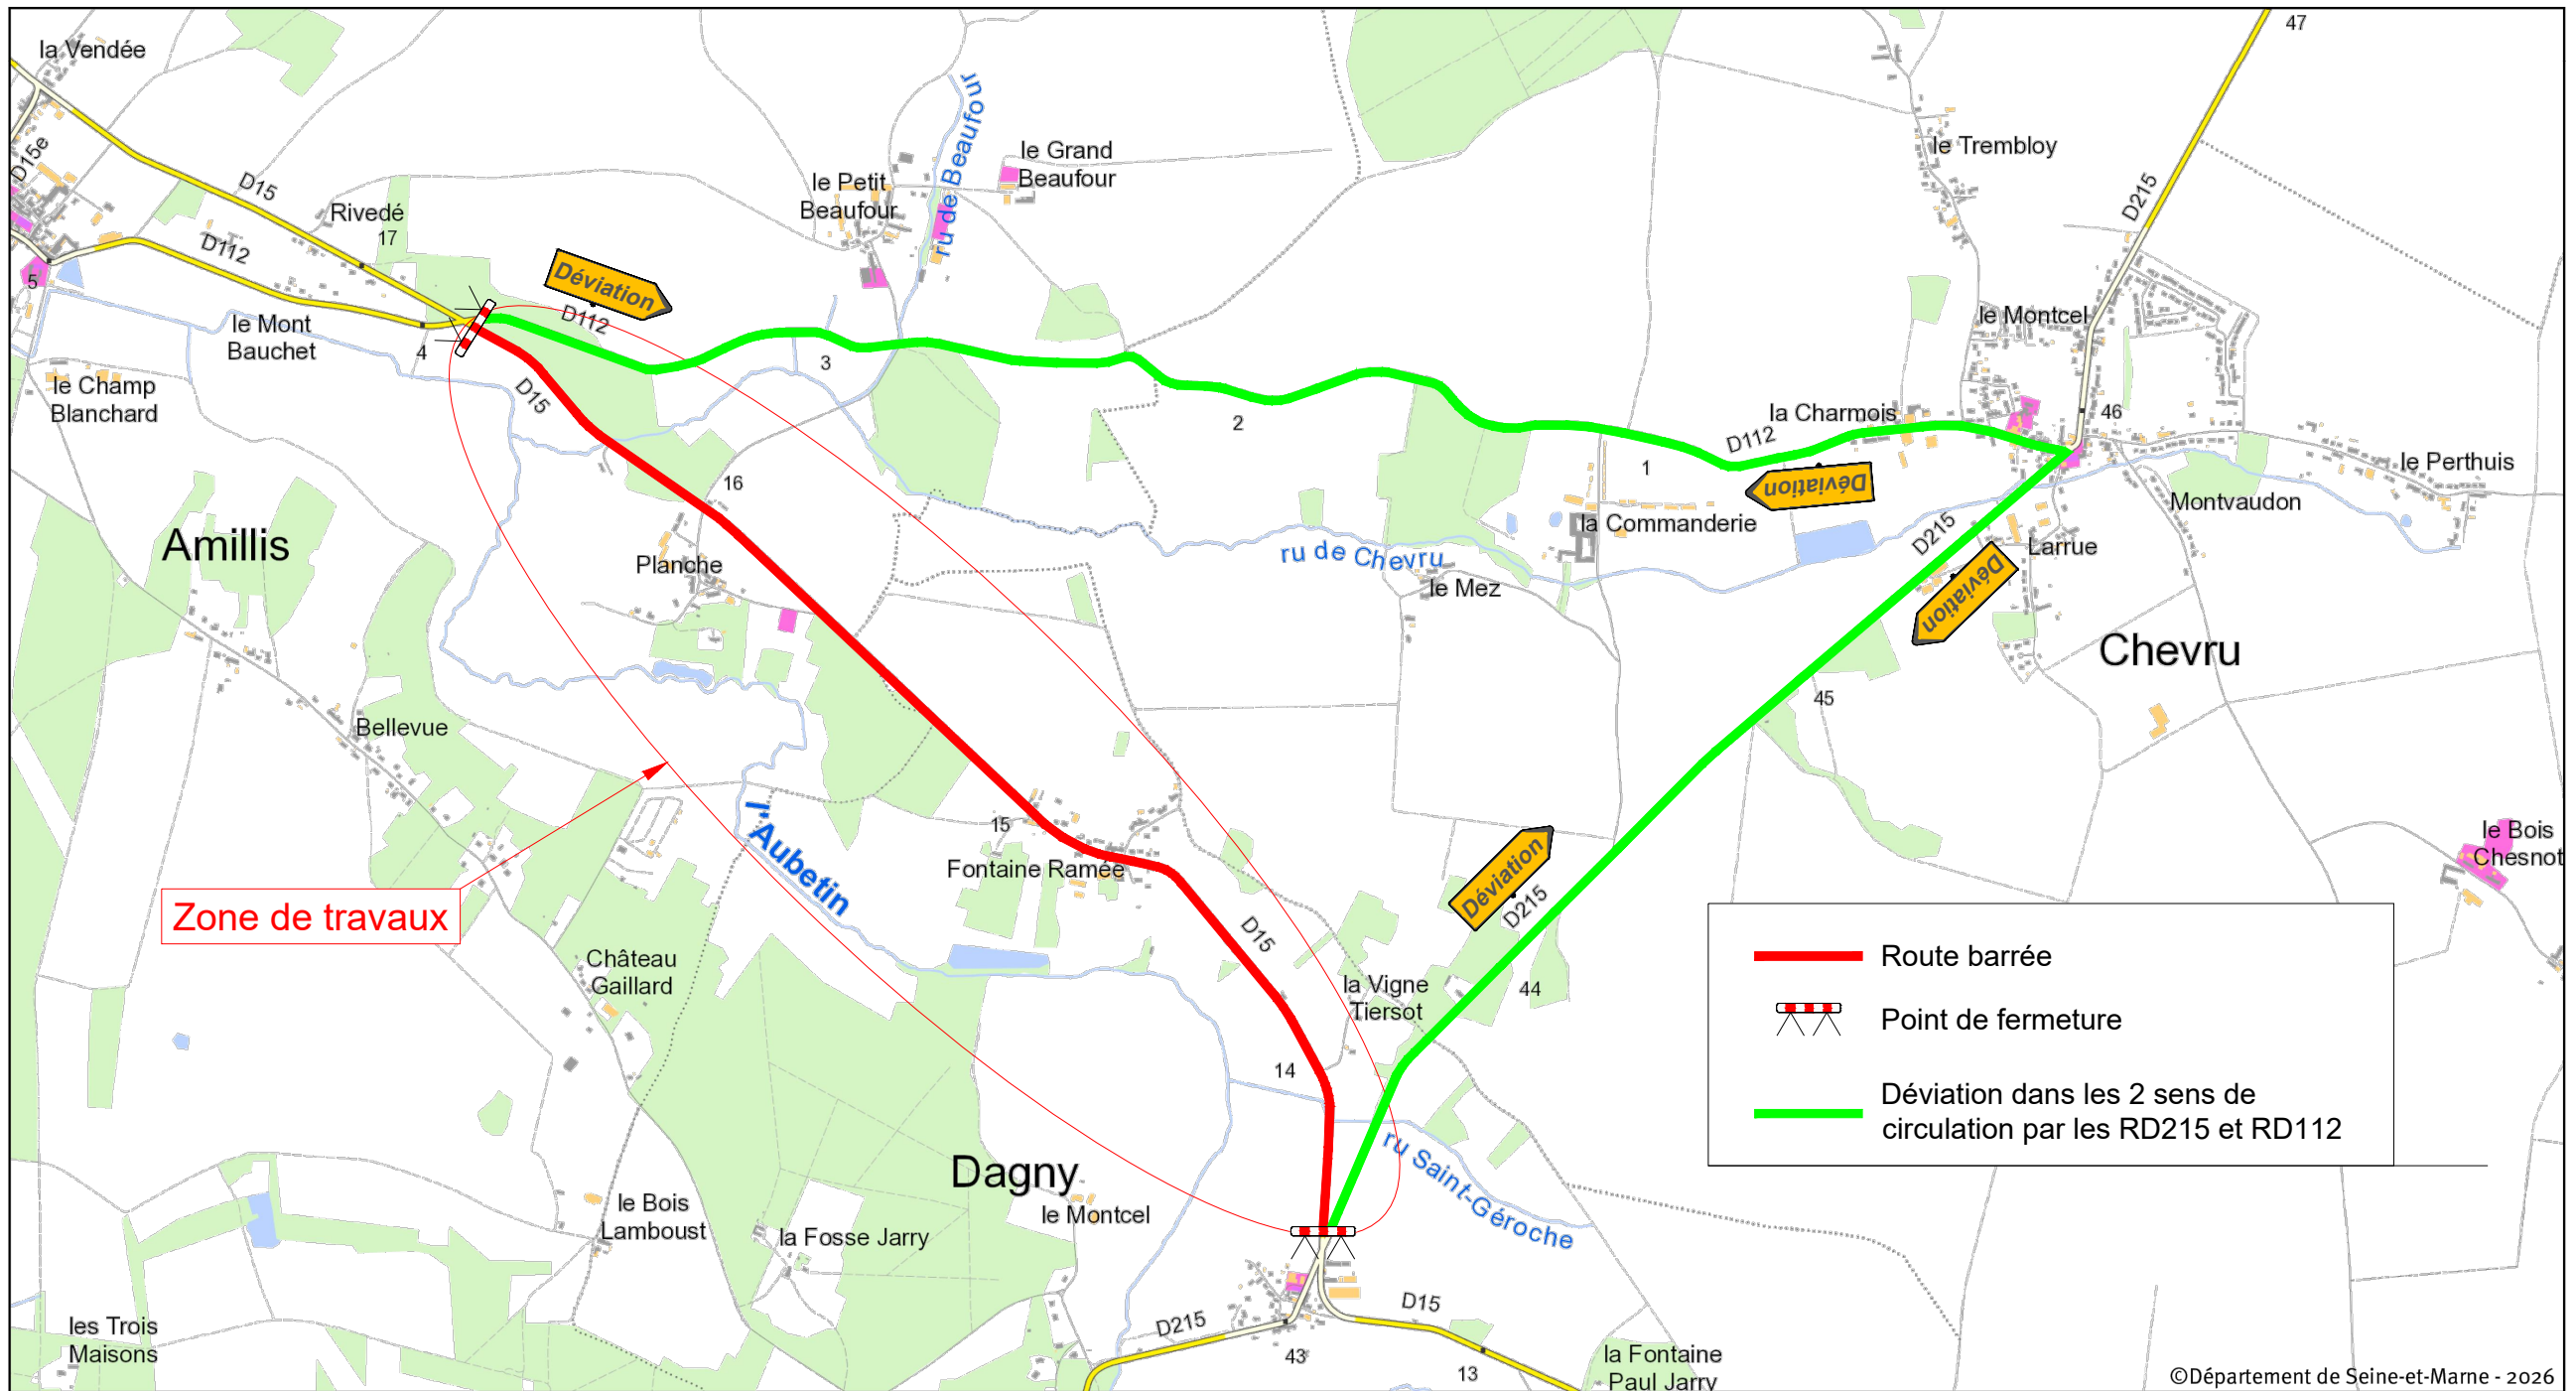 47
la Vendée
D15e
D15
le Grand
Beaufour
le Trembloy
le Petit
Beaufour
ru de Beaufour
D215
Rivedé
17
D112
5
Déviation
D112
le Mont
Bauchet
4
le Montcel
3
le Champ
Blanchard
D15
2
la Charmois
46
D112
1
le Perthuis
16
Déviation
Montvaudon
Amillis
la Commanderie
D215
Larrue
Planche
ru de Chevru
le Mez
Déviation
Chevru
45
Bellevue
l'Aubetin
15
Fontaine Ramée
le Bois
Chesnot
Déviation
D215
Zone de travaux
D15
Château
Gaillard
la Vigne
Tiersot
44
Route barrée
Point de fermeture
Déviation dans les 2 sens de
circulation par les RD215 et RD112
14
Dagny
ru Saint-Géroche
le Montcel
le Bois
Lamboust
la Fosse Jarry
les Trois
Maisons
D215
D15
43
13
la Fontaine
Paul Jarry
©Département de Seine-et-Marne - 2026